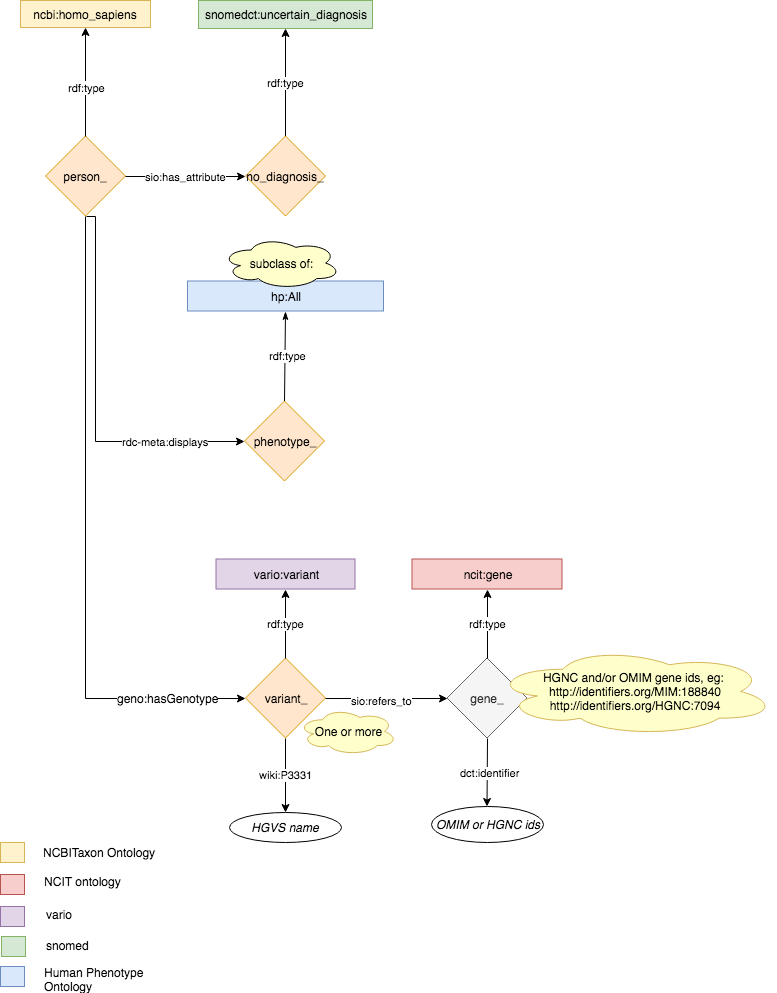 ncbi:homo_sapiens
snomedct:uncertain_diagnosis
rdf:type
rdf:type
person_
sio:has_attribute
no_diagnosis_
subclass of:
hp:All
rdf:type
rdc-meta:displays
phenotype_
vario:variant
ncit:gene
rdf:type
rdf:type
geno:hasGenotype
variant_
sio:refers_to
gene_
HGNC and/or OMIM gene ids, eg:
http://identifiers.org/MIM:188840
http://identifiers.org/HGNC:7094
One or more
wiki:P3331
dct:identifier
HGVS name
OMIM or HGNC ids
NCBITaxon Ontology
NCIT ontology
vario
snomed
Human Phenotype
Ontology